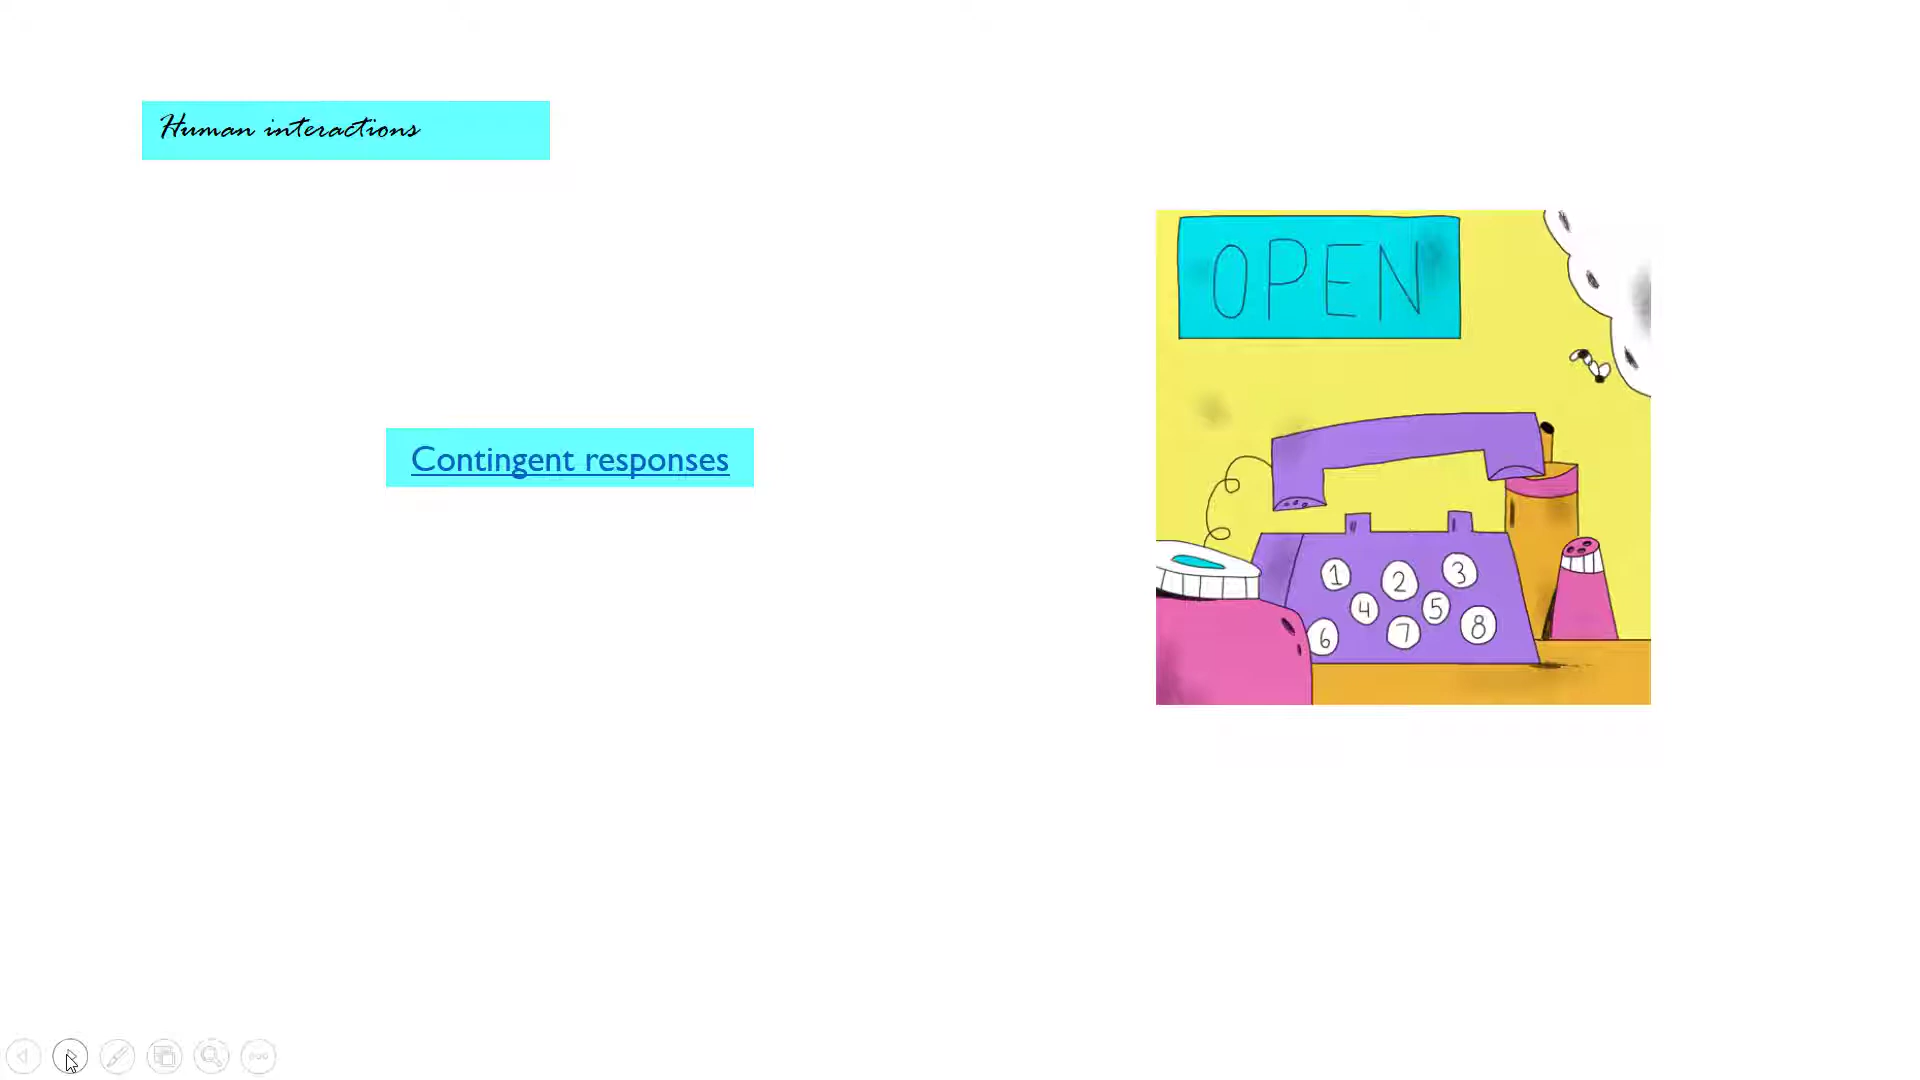 Human interactions
Contingent responses
OPEN
1 2 3
4 5
6 7 8